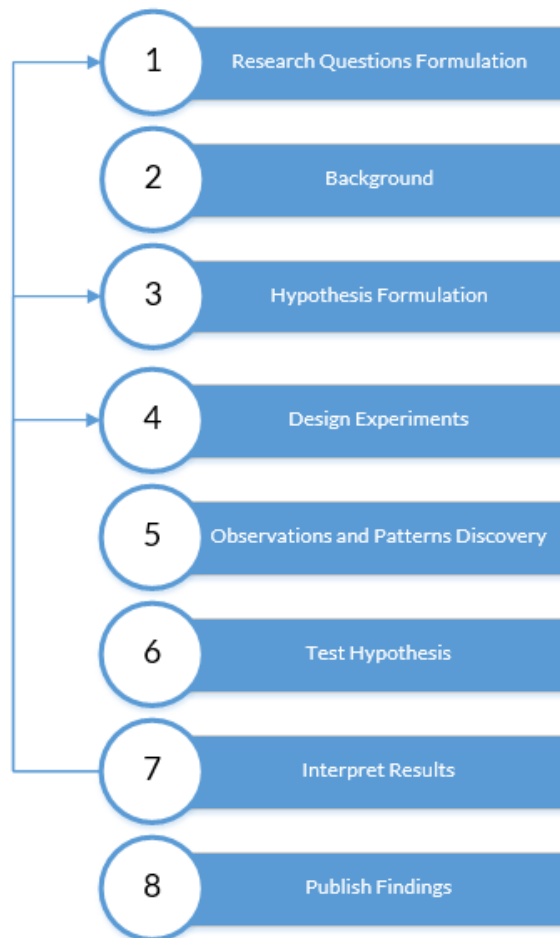 1 Research Questions Formulation
2 Background
3 Hypothesis Formulation
4 Design Experiments
5 Observations and Patterns Discovery
6 Test Hypothesis
7 Interpret Results
8 Publish Findings